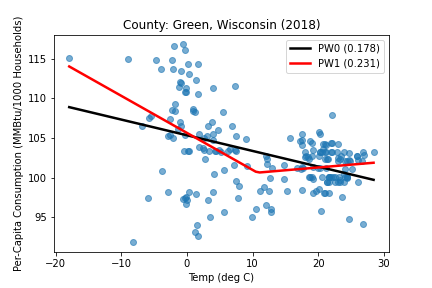 County: Green, Wisconsin (2018)
PW0 (0.178)
PW1 (0.231)
Per-Capita Consumption (MMBtu/1000 Households)
115
110
105
100
95
−20 −10 0 10 20 30
Temp (deg C)